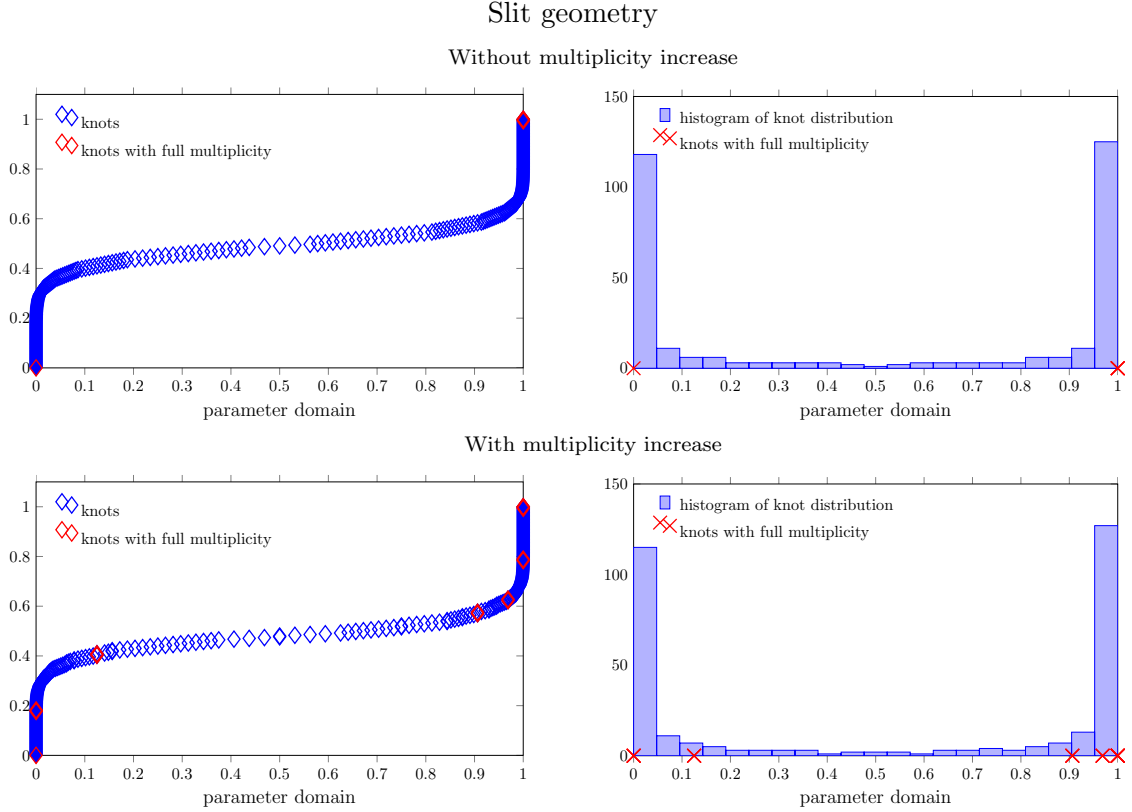 Slit geometry
Without multiplicity increase
knots
knots with full multiplicity
1
0.8
0.6
0.4
0.2
0
0 0.1 0.2 0.3 0.4 0.5 0.6 0.7 0.8 0.9 1
parameter domain
histogram of knot distribution
knots with full multiplicity
150
100
50
0
0 0.1 0.2 0.3 0.4 0.5 0.6 0.7 0.8 0.9 1
parameter domain
With multiplicity increase
knots
knots with full multiplicity
1
0.8
0.6
0.4
0.2
0
0 0.1 0.2 0.3 0.4 0.5 0.6 0.7 0.8 0.9 1
parameter domain
histogram of knot distribution
knots with full multiplicity
150
100
50
0
0 0.1 0.2 0.3 0.4 0.5 0.6 0.7 0.8 0.9 1
parameter domain